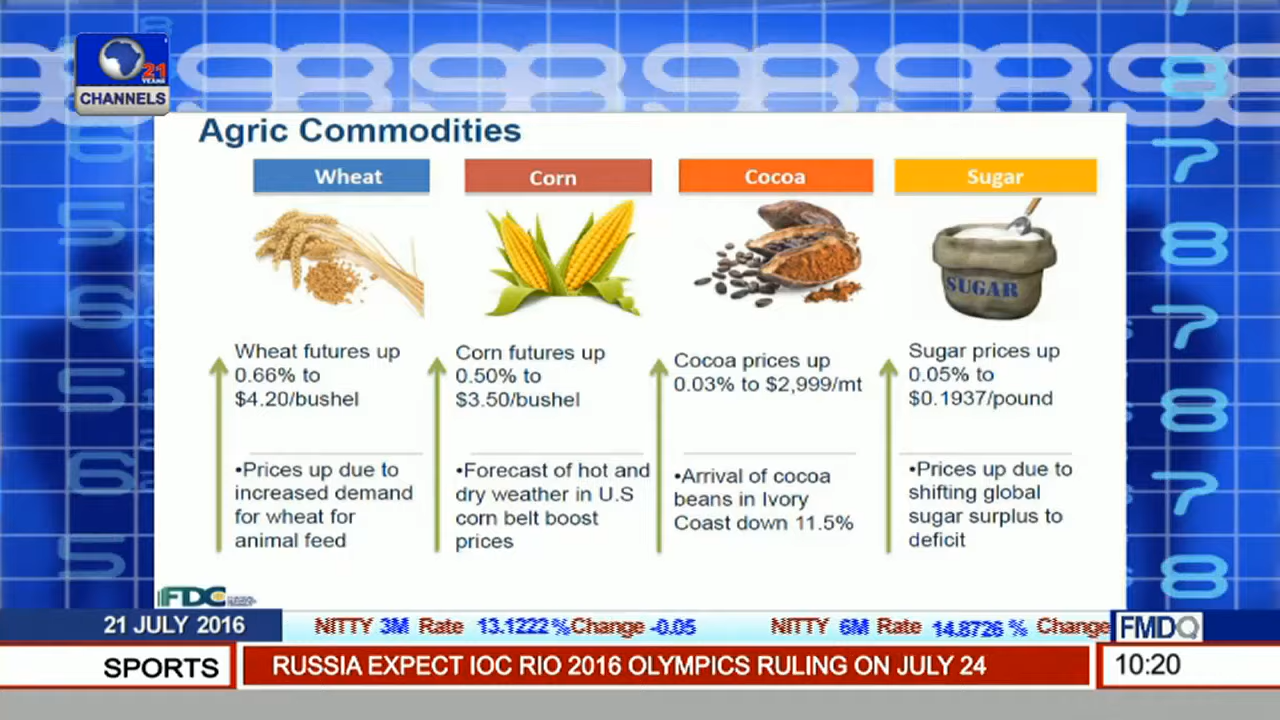 21
YEARS
CHANNELS
Agric Commodities
Wheat
Corn
Cocoa
Sugar
SUGAR
Wheat futures up
0.66% to
$4.20/bushel
Corn futures up
0.50% to
$3.50/bushel
Cocoa prices up
0.03% to $2,999/mt
Sugar prices up
0.05% to
$0.1937/pound
•Prices up due to
increased demand
for wheat for
animal feed
•Forecast of hot and
dry weather in U.S
corn belt boost
prices
•Arrival of cocoa
beans in Ivory
Coast down 11.5%
•Prices up due to
shifting global
sugar surplus to
deficit
FDC
21 JULY 2016
NITTY 3M Rate 13.1222 % Change -0.05 NITTY 6M Rate 14.8726 % Change
FMDQ
SPORTS
RUSSIA EXPECT IOC RIO 2016 OLYMPICS RULING ON JULY 24
10:20